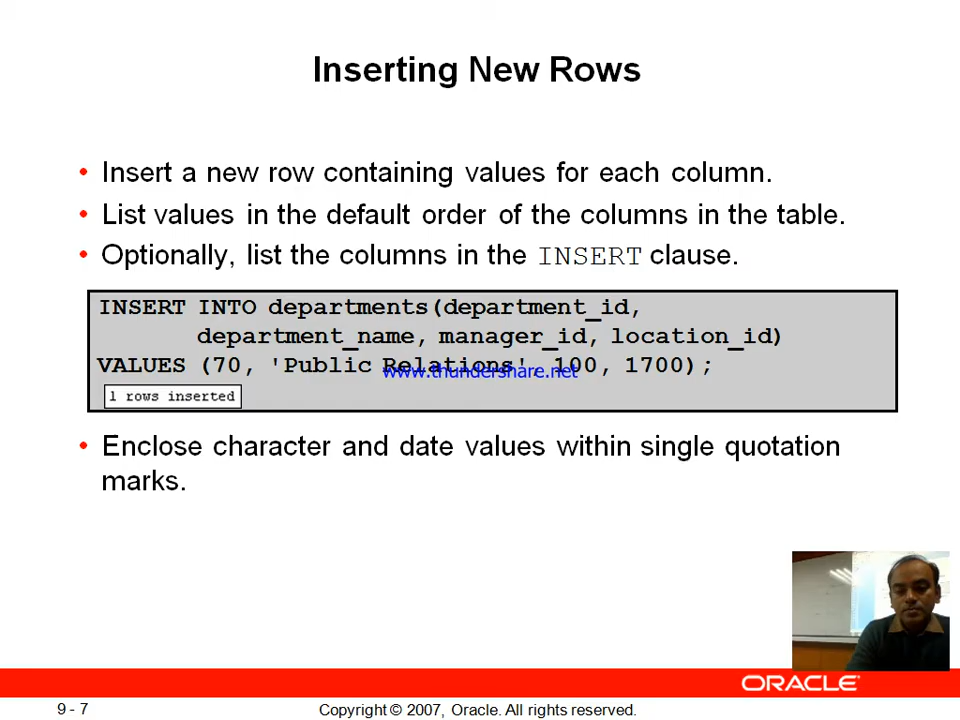 Inserting New Rows
• Insert a new row containing values for each column.
• List values in the default order of the columns in the table.
• Optionally, list the columns in the INSERT clause.
INSERT INTO departments(department_id,
department_name, manager_id, location_id)
VALUES (70, 'Public Relations', 100, 1700);
www.thundershare.net
1 rows inserted
• Enclose character and date values within single quotation
marks.
ORACLE
9 - 7
Copyright © 2007, Oracle. All rights reserved.